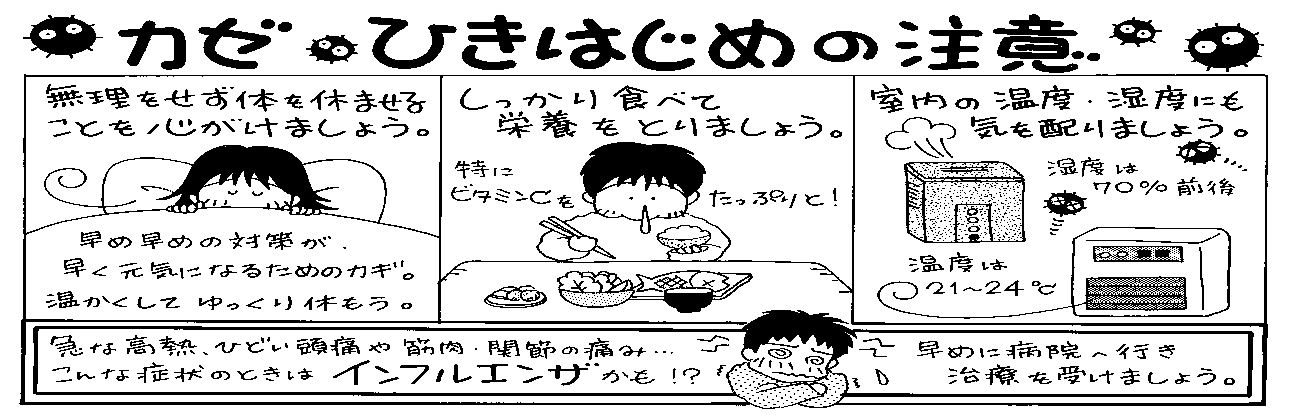 カゼひきはじめの注意
無理をせず体を休ませる
ことを心がけましょう。
早め早めの対策が、
早く元気になるためのカギ。
温かくしてゆっくり休もう。
しっかり食べて
栄養をとりましょう。
特に
ビタミンCを
たっぷりと!
室内の温度・湿度にも
気を配りましょう。
湿度は
70%前後
温度は
21~24℃
急な高熱、ひどい頭痛や筋肉・関節の痛み…
こんな症状のときはインフルエンザかも!?
早めに病院へ行き
治療を受けましょう。